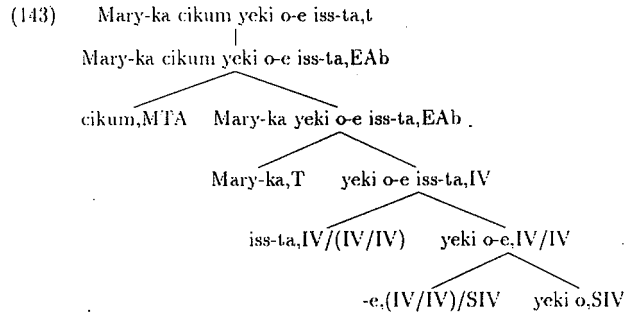 (143) Mary-ka cikum yeki o-e iss-ta,t
Mary-ka cikum yeki o-e iss-ta,EAb
cikum,MTA Mary-ka yeki o-e iss-ta,EAb .
Mary-ka,T yeki o-e iss-ta,IV
iss-ta,IV/(IV/IV) yeki o-e,IV/IV
-e,(IV/IV)/SIV yeki o,SIV